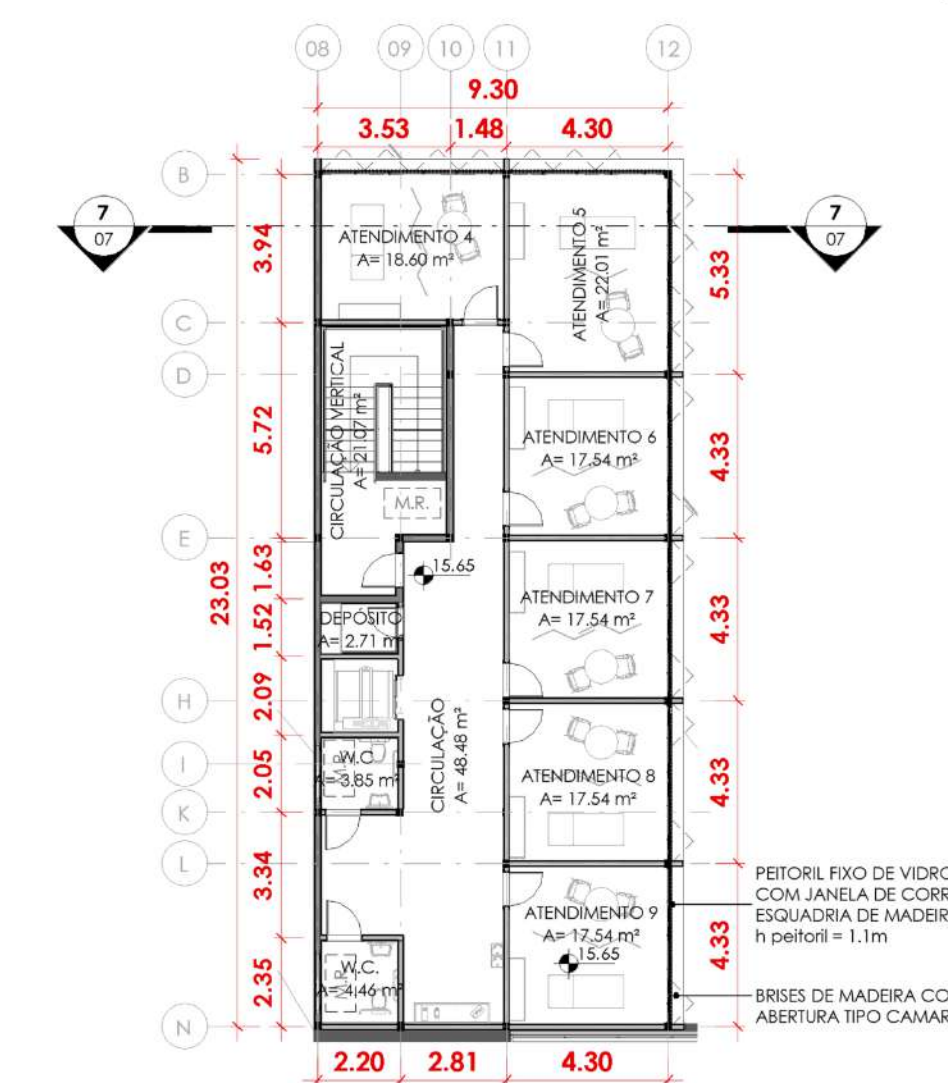 08 09 10 11 12
9.30
3.53 1.48 4.30
B
7
07
7
07
3.94
ATENDIMENTO 4
A= 18.60 m²
ATENDIMENTO 5
A= 22.01 m²
5.33
C
D
5.72
CIRCULAÇÃO VERTICAL
A= 21.07 m²
M.R.
ATENDIMENTO 6
A= 17.54 m²
4.33
E
23.03
1.63
15.65
1.52
DEPÓSITO
A= 2.71 m²
ATENDIMENTO 7
A= 17.54 m²
4.33
H
2.09
CIRCULAÇÃO
A= 48.48 m²
I
2.05
W.C
M.R.
= 3.85 m²
ATENDIMENTO 8
A= 17.54 m²
4.33
K
L
3.34
PEITORIL FIXO DE VIDRO
COM JANELA DE CORR
ESQUADRIA DE MADEIR
h peitoril = 1.1m
ATENDIMENTO 9
A= 17.54 m²
15.65
4.33
2.35
W.C.
M.R.
A= 4.46 m²
BRISES DE MADEIRA CO
ABERTURA TIPO CAMAR
N
2.20 2.81 4.30